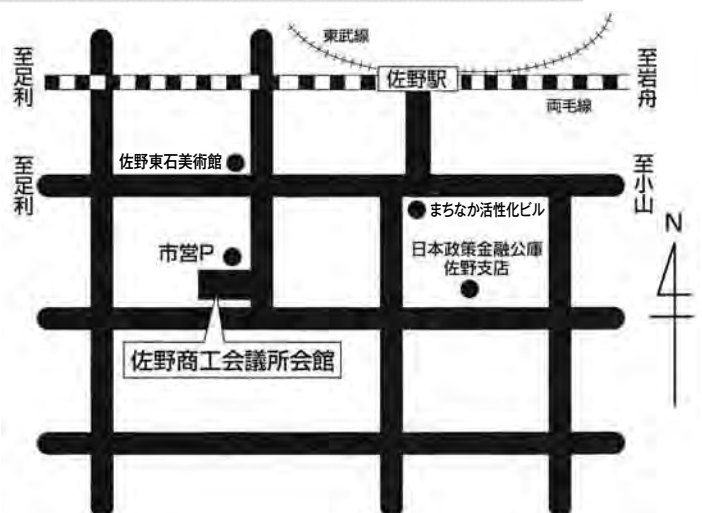 東武線
至足利
佐野駅
至岩舟
両毛線
佐野東石美術館
至足利
至小山
まちなか活性化ビル
N
市営P
日本政策金融公庫
佐野支店
佐野商工会議所会館